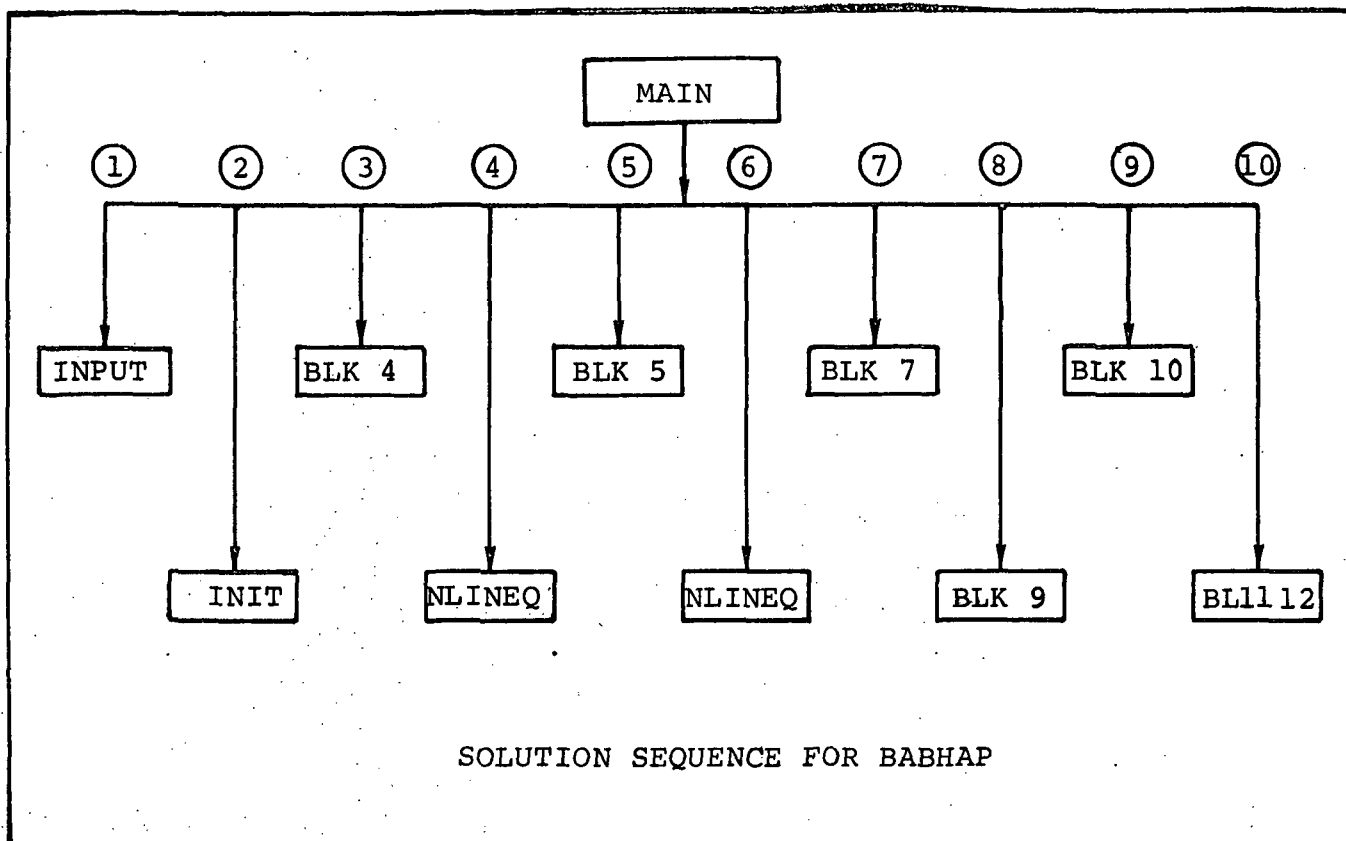 MAIN
1 2 3 4 5 6 7 8 9 10
INPUT BLK 4 BLK 5 BLK 7 BLK 10
INIT NLINEQ NLINEQ BLK 9 BL1112
SOLUTION SEQUENCE FOR BABHAP